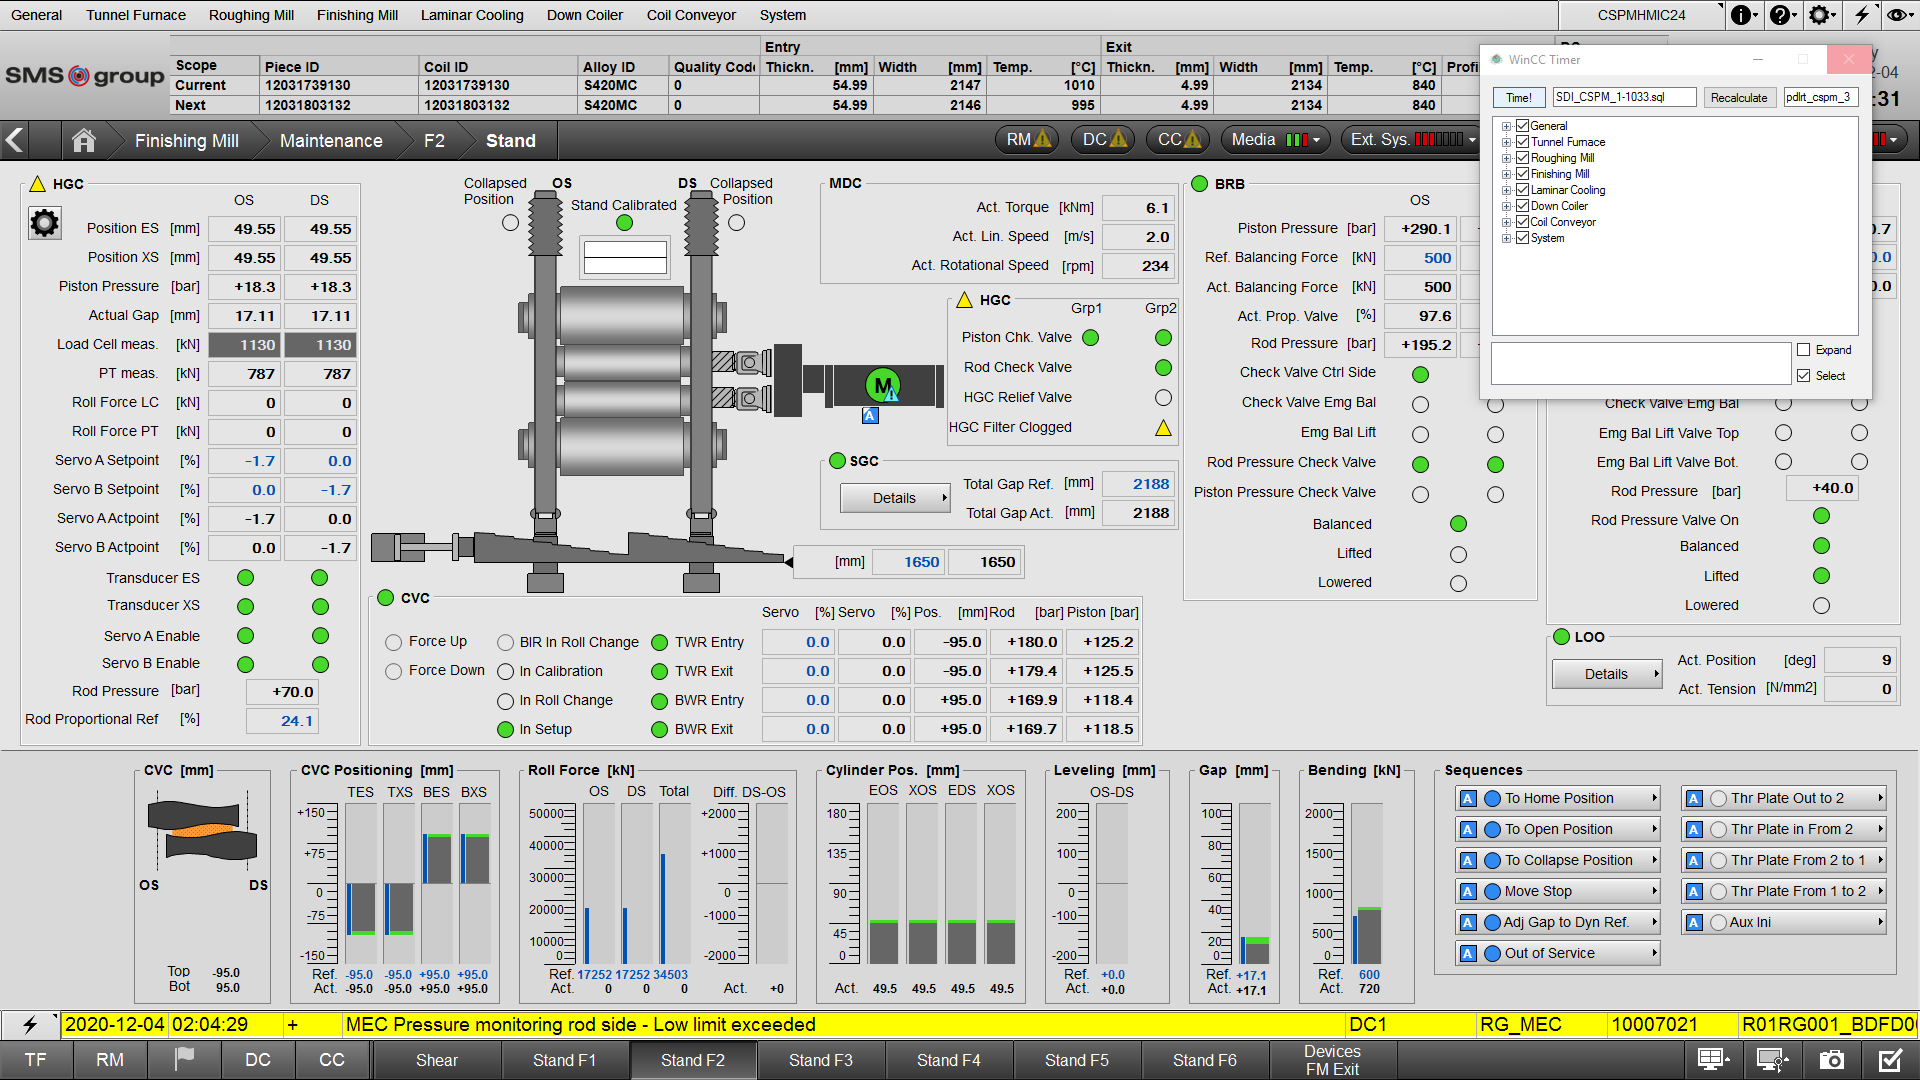 General Tunnel Furnace Roughing Mill Finishing Mill Laminar Cooling Down Coiler Coil Conveyor System CSPMHMIC24
SMS group
Entry Exit
Scope Piece ID Coil ID Alloy ID Quality Code Thickn. [mm] Width [mm] Temp. [°C] Thickn. [mm] Width [mm] Temp. [°C] Profi
Current 12031739130 12031739130 S420MC 0 54.99 2147 1010 4.99 2134 840
Next 12031803132 12031803132 S420MC 0 54.99 2146 995 4.99 2134 840
-04
:31
Finishing Mill Maintenance F2 Stand RM DC CC Media Ext. Sys.
WinCC Timer
Time! SDI_CSPM_1-1033.sql Recalculate pdlrt_cspm_3
General
Tunnel Furnace
Roughing Mill
Finishing Mill
Laminar Cooling
Down Coiler
Coil Conveyor
System
Expand
Select
HGC
OS DS
Position ES [mm] 49.55 49.55
Position XS [mm] 49.55 49.55
Piston Pressure [bar] +18.3 +18.3
Actual Gap [mm] 17.11 17.11
Load Cell meas. [kN] 1130 1130
PT meas. [kN] 787 787
Roll Force LC [kN] 0 0
Roll Force PT [kN] 0 0
Servo A Setpoint [%] -1.7 0.0
Servo B Setpoint [%] 0.0 -1.7
Servo A Actpoint [%] -1.7 0.0
Servo B Actpoint [%] 0.0 -1.7
Transducer ES
Transducer XS
Servo A Enable
Servo B Enable
Rod Pressure [bar] +70.0
Rod Proportional Ref [%] 24.1
Collapsed Position OS
Stand Calibrated
DS Collapsed Position
M
A
[mm] 1650 1650
MDC
Act. Torque [kNm] 6.1
Act. Lin. Speed [m/s] 2.0
Act. Rotational Speed [rpm] 234
HGC
Grp1 Grp2
Piston Chk. Valve
Rod Check Valve
HGC Relief Valve
HGC Filter Clogged
SGC
Details
Total Gap Ref. [mm] 2188
Total Gap Act. [mm] 2188
BRB
OS
Piston Pressure [bar] +290.1
Ref. Balancing Force [kN] 500
Act. Balancing Force [kN] 500
Act. Prop. Valve [%] 97.6
Rod Pressure [bar] +195.2
Check Valve Ctrl Side
Check Valve Emg Bal
Emg Bal Lift
Rod Pressure Check Valve
Piston Pressure Check Valve
Balanced
Lifted
Lowered
0.7
0.0
0.0
Check Valve Emg Bal
Emg Bal Lift Valve Top
Emg Bal Lift Valve Bot.
Rod Pressure [bar] +40.0
Rod Pressure Valve On
Balanced
Lifted
Lowered
LOO
Details
Act. Position [deg] 9
Act. Tension [N/mm2] 0
CVC
Servo [%] Servo [%] Pos. [mm] Rod [bar] Piston [bar]
Force Up BIR In Roll Change TWR Entry 0.0 0.0 -95.0 +180.0 +125.2
Force Down In Calibration TWR Exit 0.0 0.0 -95.0 +179.4 +125.5
In Roll Change BWR Entry 0.0 0.0 +95.0 +169.9 +118.4
In Setup BWR Exit 0.0 0.0 +95.0 +169.7 +118.5
CVC [mm]
OS DS
Top -95.0
Bot 95.0
CVC Positioning [mm]
TES TXS BES BXS
+150
+75
0
-75
-150
Ref. -95.0 -95.0 +95.0 +95.0
Act. -95.0 -95.0 +95.0 +95.0
Roll Force [kN]
OS DS Total Diff. DS-OS
50000
40000
30000
20000
10000
0
+2000
+1000
0
-1000
-2000
Ref. 17252 17252 34503
Act. 0 0 0 Act. +0
Cylinder Pos. [mm]
EOS XOS EDS XOS
180
135
90
45
0
Act. 49.5 49.5 49.5 49.5
Leveling [mm]
OS-DS
200
100
0
-100
-200
Ref. +0.0
Act. +0.0
Gap [mm]
100
80
60
40
20
0
Ref. +17.1
Act. +17.1
Bending [kN]
2000
1500
1000
500
0
Ref. 600
Act. 720
Sequences
A To Home Position A Thr Plate Out to 2
A To Open Position A Thr Plate in From 2
A To Collapse Position A Thr Plate From 2 to 1
A Move Stop A Thr Plate From 1 to 2
A Adj Gap to Dyn Ref. A Aux Ini
A Out of Service
2020-12-04 02:04:29 + MEC Pressure monitoring rod side - Low limit exceeded DC1 RG_MEC 10007021 R01RG001_BDFD0
TF RM DC CC Shear Stand F1 Stand F2 Stand F3 Stand F4 Stand F5 Stand F6 Devices FM Exit